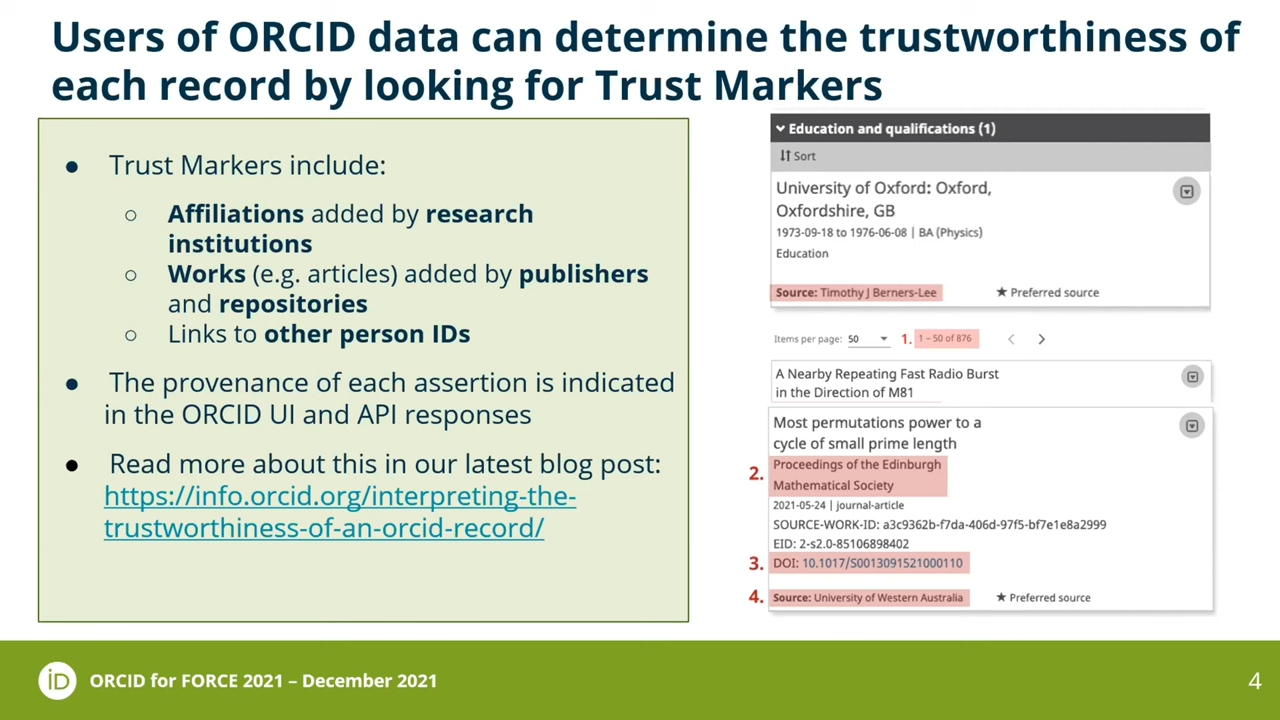 Users of ORCID data can determine the trustworthiness of
each record by looking for Trust Markers
● Trust Markers include:
○ Affiliations added by research
institutions
○ Works (e.g. articles) added by publishers
and repositories
○ Links to other person IDs
● The provenance of each assertion is indicated
in the ORCID UI and API responses
● Read more about this in our latest blog post:
https://info.orcid.org/interpreting-the-
trustworthiness-of-an-orcid-record/
Education and qualifications (1)
Sort
University of Oxford: Oxford,
Oxfordshire, GB
1973-09-18 to 1976-06-08 | BA (Physics)
Education
Source: Timothy J Berners-Lee ★ Preferred source
Items per page: 50 1. 1 – 50 of 876
A Nearby Repeating Fast Radio Burst
in the Direction of M81
Most permutations power to a
cycle of small prime length
2. Proceedings of the Edinburgh
Mathematical Society
2021-05-24 | journal-article
SOURCE-WORK-ID: a3c9362b-f7da-406d-97f5-bf7e1e8a2999
EID: 2-s2.0-85106898402
3. DOI: 10.1017/S0013091521000110
4. Source: University of Western Australia ★ Preferred source
iD ORCID for FORCE 2021 – December 2021
4